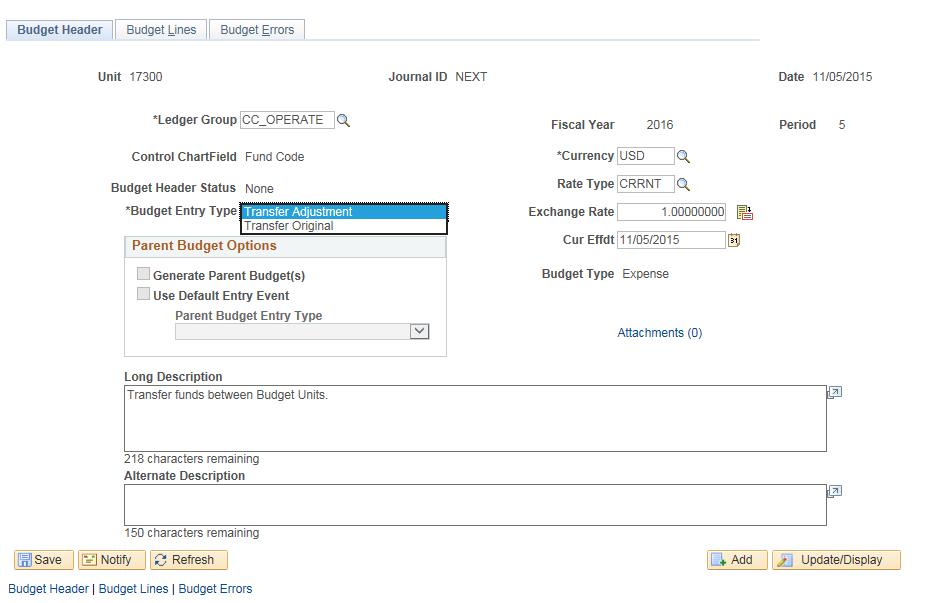 Budget Header Budget Lines Budget Errors
Unit 17300 Journal ID NEXT Date 11/05/2015
*Ledger Group CC_OPERATE Fiscal Year 2016 Period 5
Control ChartField Fund Code *Currency USD
Budget Header Status None Rate Type CRRNT
*Budget Entry Type Transfer Adjustment Exchange Rate 1.00000000
Transfer Original
Parent Budget Options Cur Effdt 11/05/2015 31
Generate Parent Budget(s) Budget Type Expense
Use Default Entry Event
Parent Budget Entry Type
Attachments (0)
Long Description
Transfer funds between Budget Units.
218 characters remaining
Alternate Description
150 characters remaining
Save Notify Refresh Add Update/Display
Budget Header | Budget Lines | Budget Errors